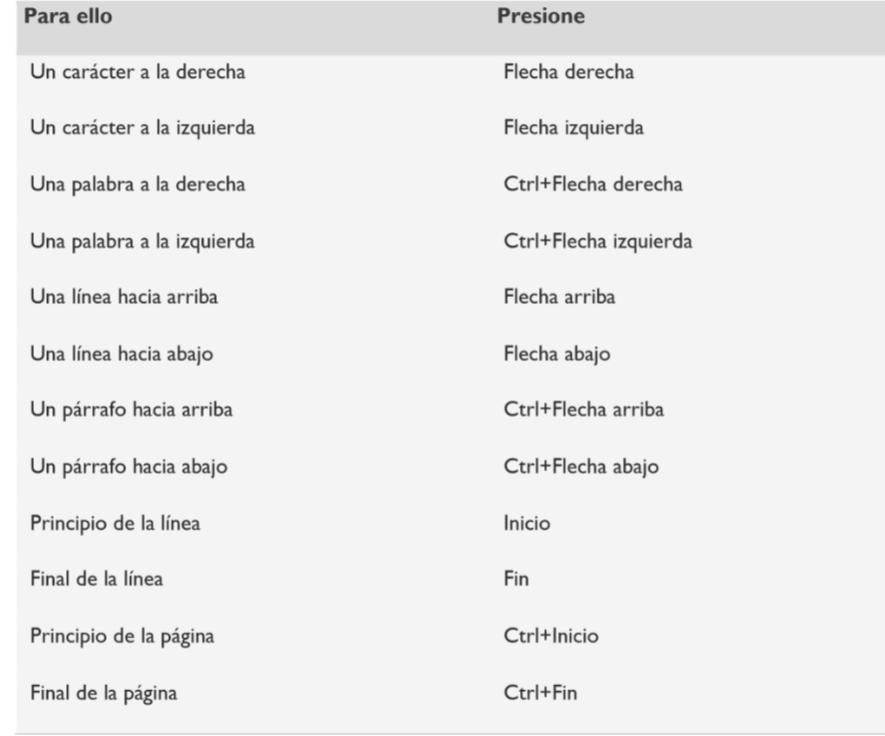 Para ello Presione
Un carácter a la derecha Flecha derecha
Un carácter a la izquierda Flecha izquierda
Una palabra a la derecha Ctrl+Flecha derecha
Una palabra a la izquierda Ctrl+Flecha izquierda
Una línea hacia arriba Flecha arriba
Una línea hacia abajo Flecha abajo
Un párrafo hacia arriba Ctrl+Flecha arriba
Un párrafo hacia abajo Ctrl+Flecha abajo
Principio de la línea Inicio
Final de la línea Fin
Principio de la página Ctrl+Inicio
Final de la página Ctrl+Fin